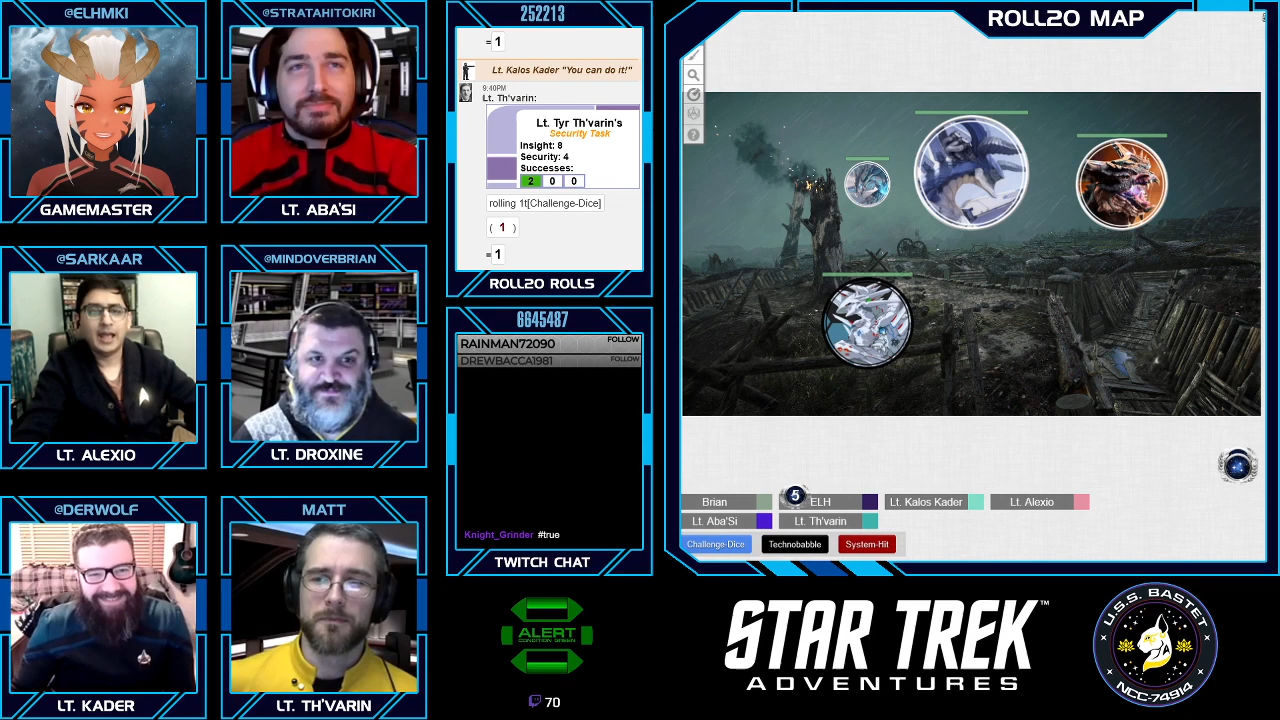 @ELHMKI
GAMEMASTER
@STRATAHITOKIRI
LT. ABA'SI
@SARKAAR
LT. ALEXIO
@MINDOVERBRIAN
LT. DROXINE
@DERWOLF
LT. KADER
MATT
LT. TH'VARIN
252213
=1
Lt. Kalos Kader "You can do it!"
9:40PM
Lt. Th'varin:
Lt. Tyr Th'varin's
Security Task
Insight: 8
Security: 4
Successes:
2 0 0
rolling 1t[Challenge-Dice]
( 1 )
=1
ROLL20 ROLLS
6645487
RAINMAN72090 FOLLOW
DREWBACCA1981 FOLLOW
Knight_Grinder #true
TWITCH CHAT
ALERT
CONDITION GREEN
70
ROLL20 MAP
Brian
5
ELH
Lt. Kalos Kader
Lt. Alexio
Lt. Aba'Si
Lt. Th'varin
Challenge-Dice
Technobabble
System-Hit
STAR TREK™
ADVENTURES
U.S.S. BASTET
NCC-74914